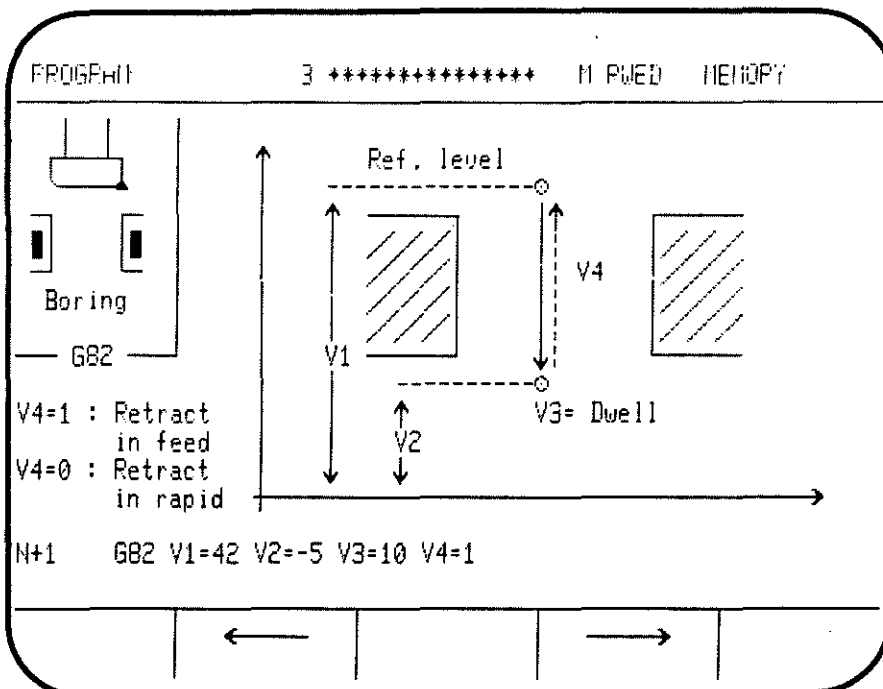 PROGRAM 3 *************** M RWED MEMORY
Ref. level
Boring
G82
V1
V4
V2
V3= Dwell
V4=1 : Retract
in feed
V4=0 : Retract
in rapid
N+1 G82 V1=42 V2=-5 V3=10 V4=1